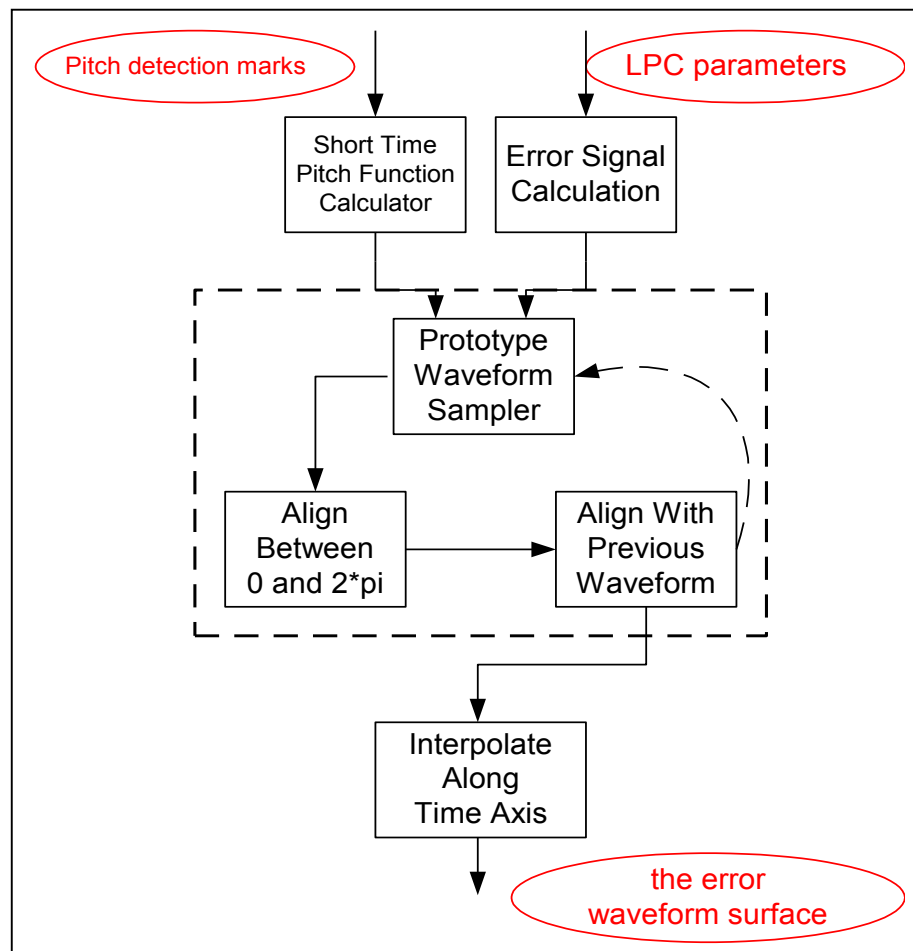 Pitch detection marks
LPC parameters
Short Time
Pitch Function
Calculator
Error Signal
Calculation
Prototype
Waveform
Sampler
Align
Between
0 and 2*pi
Align With
Previous
Waveform
Interpolate
Along
Time Axis
the error
waveform surface